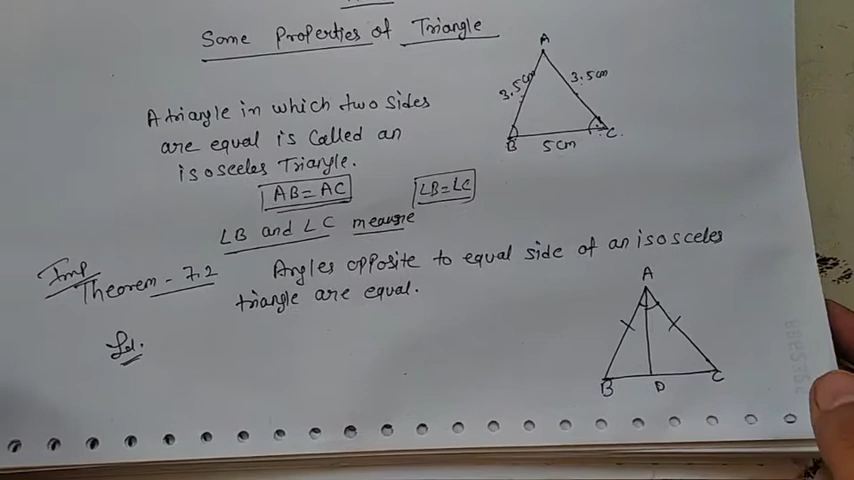 Some Properties of Triangle
A triangle in which two sides
are equal is Called an
isosceles Triangle.
AB = AC
∠B = ∠C
∠B and ∠C measure
A
3.5cm
3.5cm
B
5cm
C
Imp
Theorem - 7.2 Angles opposite to equal side of an isosceles
triangle are equal.
Sol.
A
B
D
C